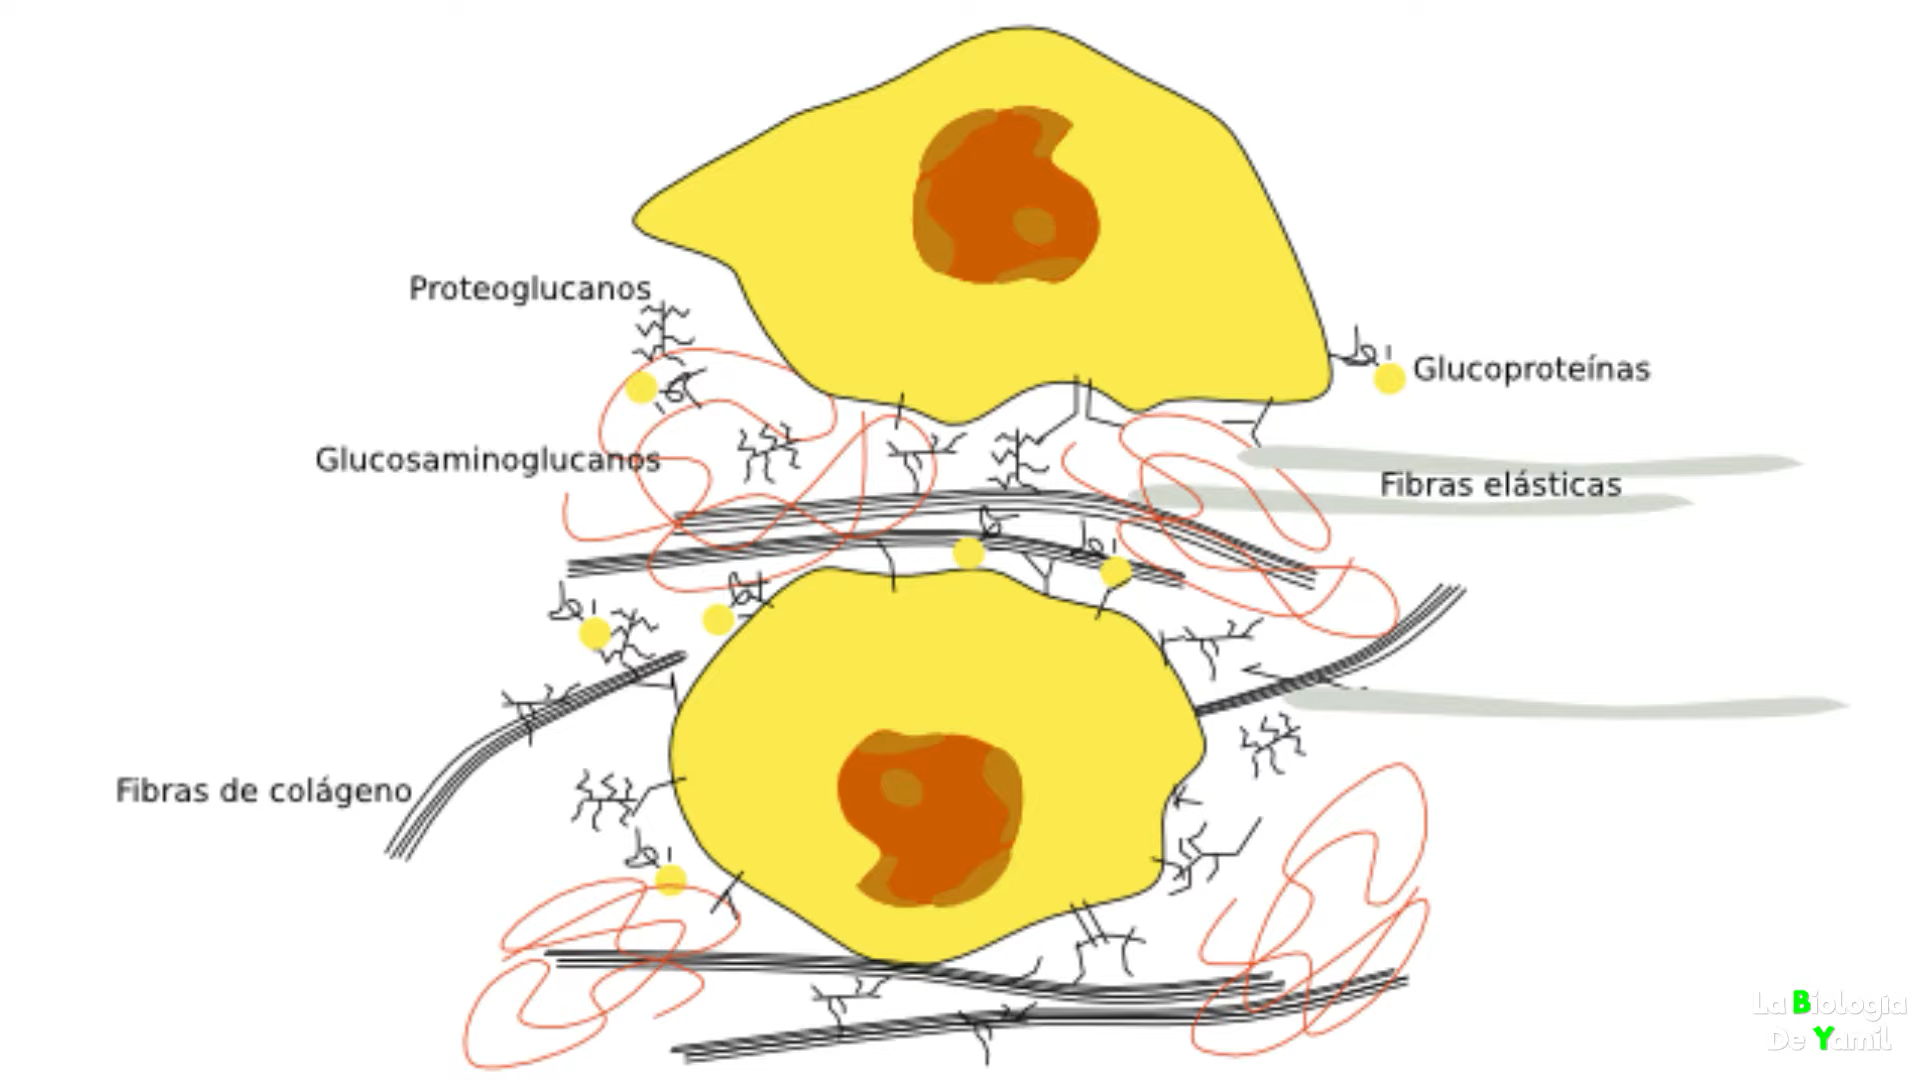 Proteoglucanos
Glucoproteínas
Glucosaminoglucanos
Fibras elásticas
Fibras de colágeno
La Biología
De Yamil